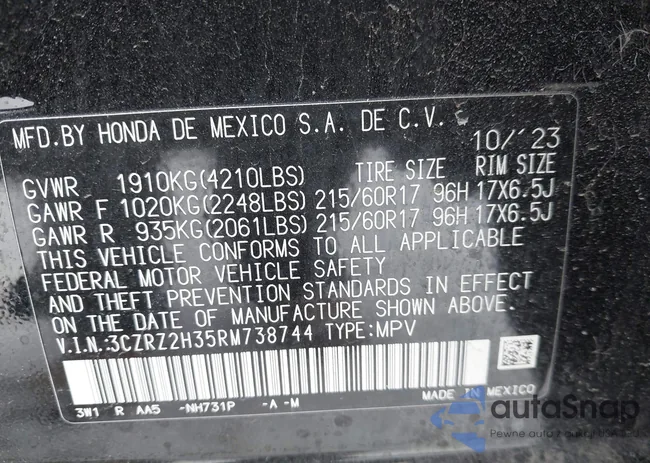 MFD.BY HONDA DE MEXICO S.A. DE C.V.
10/'23
GVWR 1910KG(4210LBS) TIRE SIZE RIM SIZE
GAWR F 1020KG(2248LBS) 215/60R17 96H 17X6.5J
GAWR R 935KG(2061LBS) 215/60R17 96H 17X6.5J
THIS VEHICLE CONFORMS TO ALL APPLICABLE
FEDERAL MOTOR VEHICLE SAFETY
AND THEFT PREVENTION STANDARDS IN EFFECT
ON THE DATE OF MANUFACTURE SHOWN ABOVE.
V.I.N.:3CZRZ2H35RM738744 TYPE:MPV
3W1 R AA5 -NH731P -A-M MADE IN MEXICO
autaSnap
Pewne auto